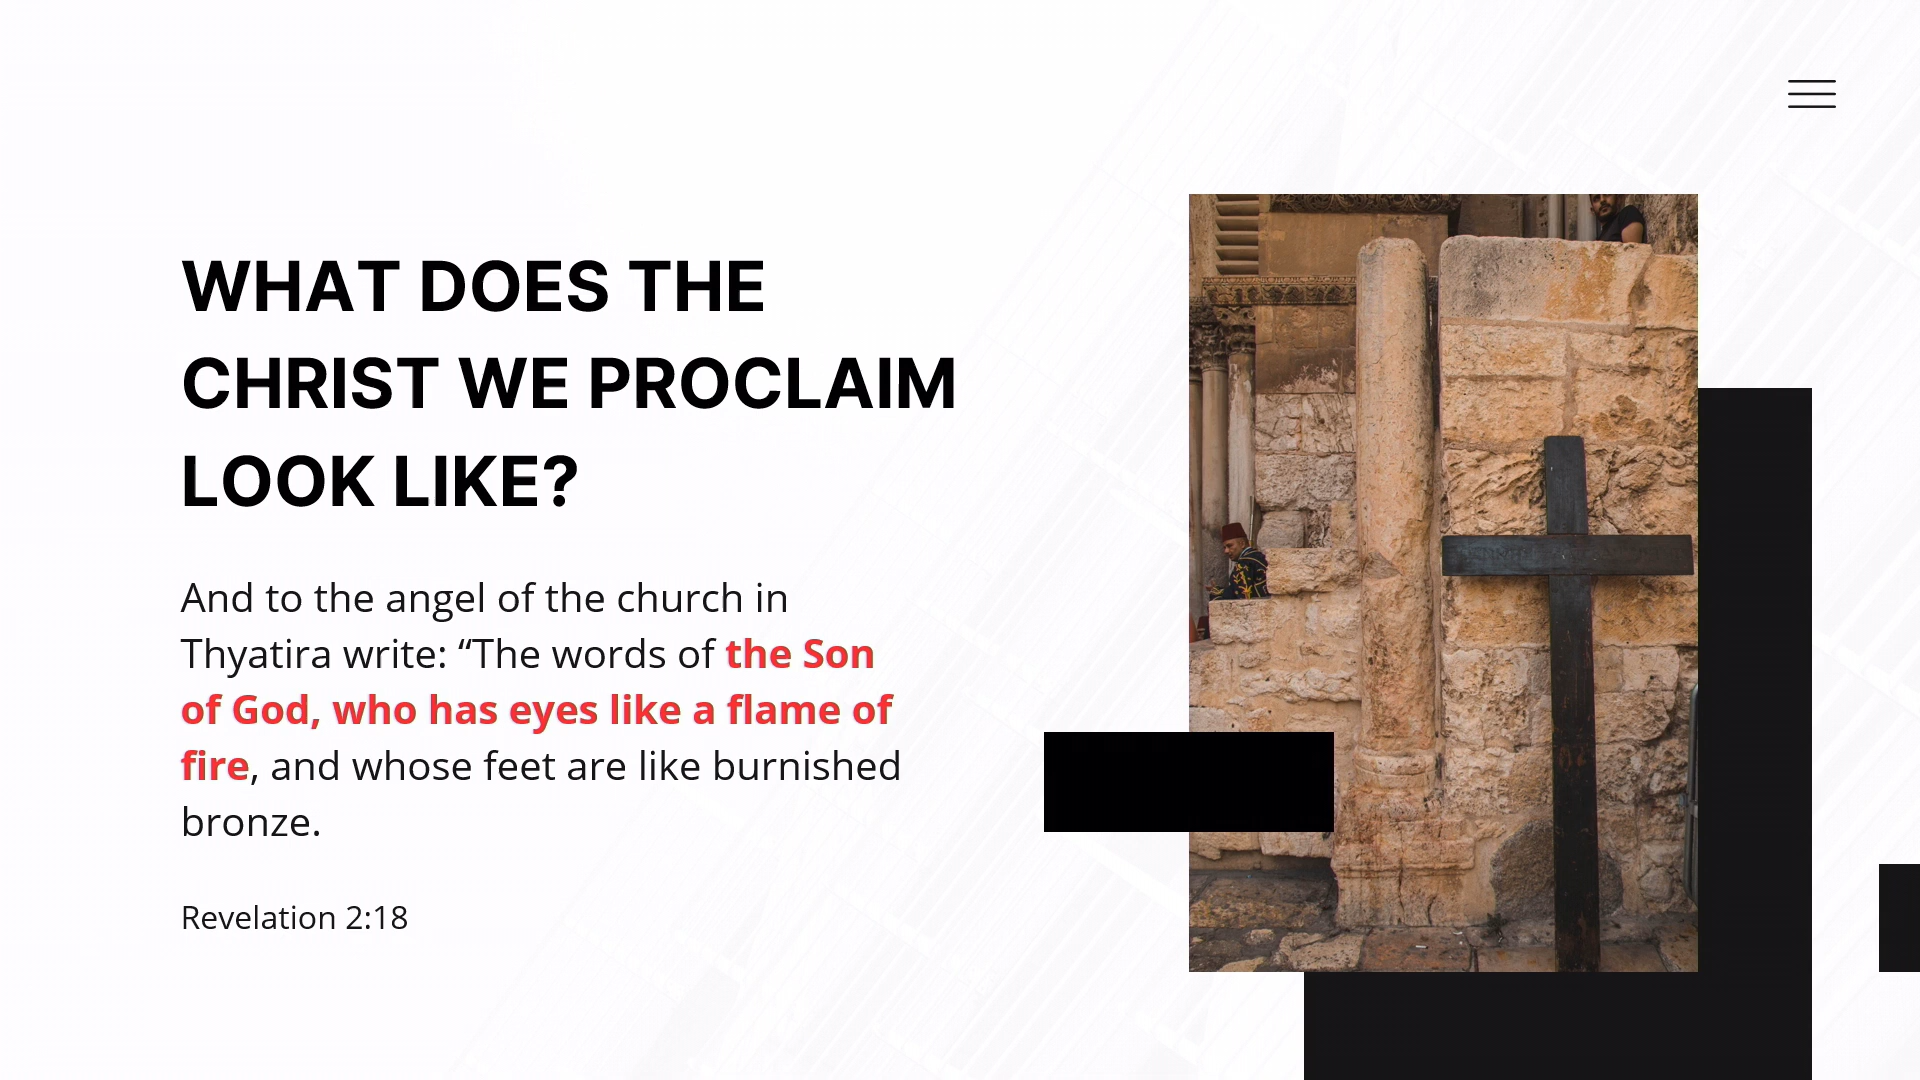 WHAT DOES THE
CHRIST WE PROCLAIM
LOOK LIKE?
And to the angel of the church in
Thyatira write: “The words of the Son
of God, who has eyes like a flame of
fire, and whose feet are like burnished
bronze.
Revelation 2:18